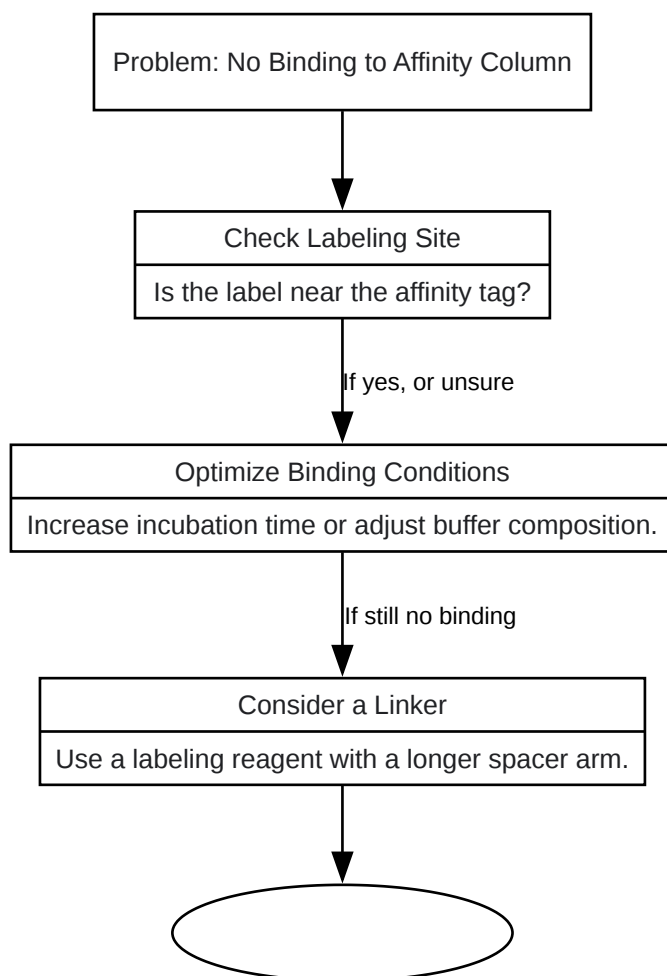 Problem: No Binding to Affinity Column
Check Labeling Site
Is the label near the affinity tag?
If yes, or unsure
Optimize Binding Conditions
Increase incubation time or adjust buffer composition.
If still no binding
Consider a Linker
Use a labeling reagent with a longer spacer arm.